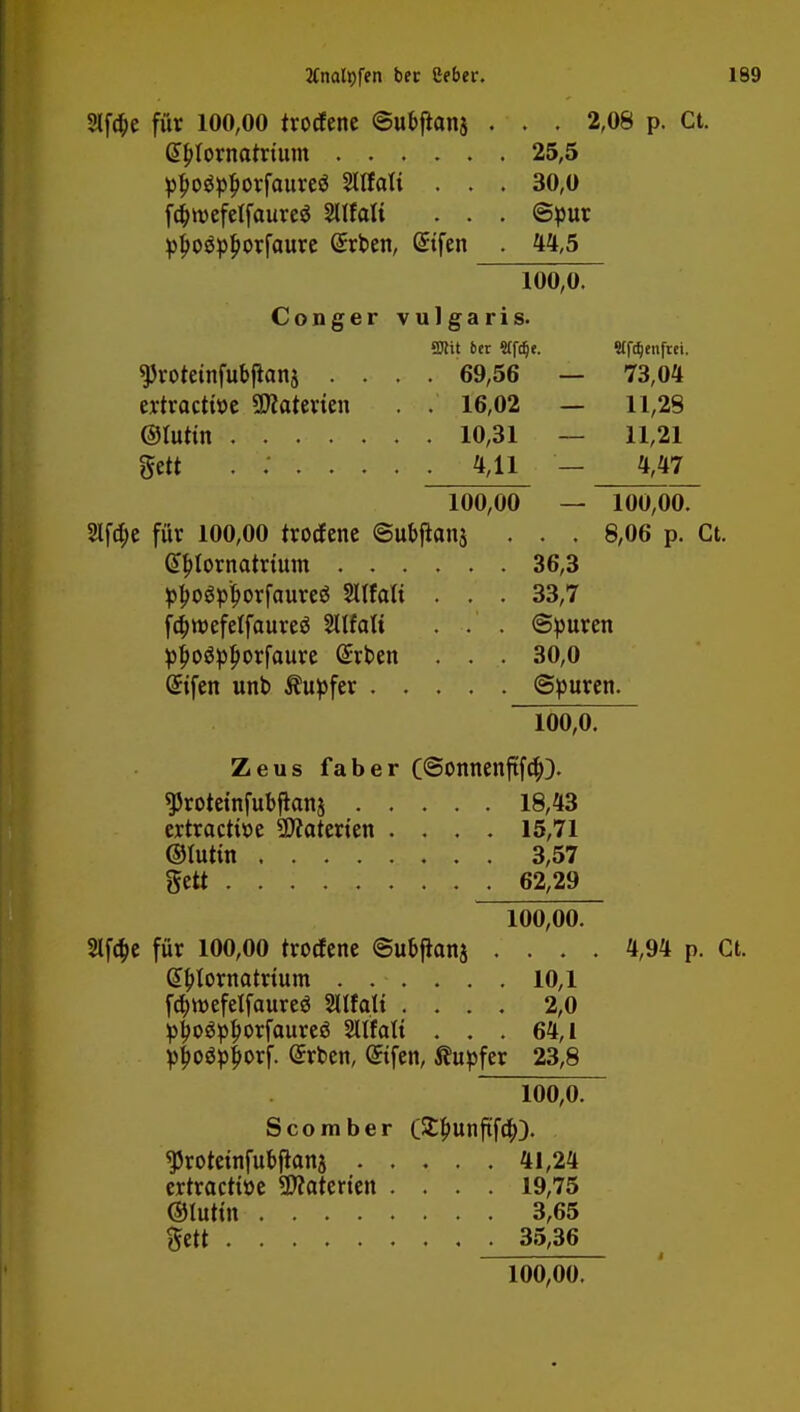 Analysen der Leber. 189
Asche für 100,00 trockene Substanz . . . 2,08 p. Ct.
Chlornatrium . . . . . . 25,5
phosphorsaures Alkali . . . 30,0
schwefelsaures Alkali . . . Spur
phosphorsaure Erden, Eisen . 44,5
100,0.
Conger vulgaris.
Mit der Asche. Aschenfrei.
Proteinsubstanz . . . . 69,56 — 73,04
extractive Materien . . 16,02 — 11,28
Glutin . . . . . . . . 10,31 — 11,21
Fett . . . . . . . . 4,11 — 4,47
100,00 — 100,00.
Asche für 100,00 trockene Substanz . . . 8,06 p. Ct.
Chlornatrium . . . . . . 36,3
phosphorsaures Alkali . . . 33,7
schwefelsaures Alkali . . . Spuren
phosphorsaure Erden . . . 30,0
Eisen und Kupfer . . . . . Spuren.
100,0.
Zeus faber (Sonnenfisch).
Proteinsubstanz . . . . . 18,43
extractive Materien . . . . 15,71
Glutin . . . . . . . . . 3,57
Fett . . . . . . . . . . 62,29
100,00.
Asche für 100,00 trockene Substanz . . . . 4,94 p. Ct.
Chlornatrium . . . . . . 10,1
schwefelsaures Alkali . . . . 2,0
phosphorsaures Alkali . . . 64,1
phosphors. Erden, Eisen, Kupfer 23,8
100,0.
Scomber (Thunfisch).
Proteinsubstanz . . . . . 41,24
extractive Materien . . . . 19,75
Glutin . . . . . . . . . 3,65
Fett . . . . . . . . . . 35,36
100,00.